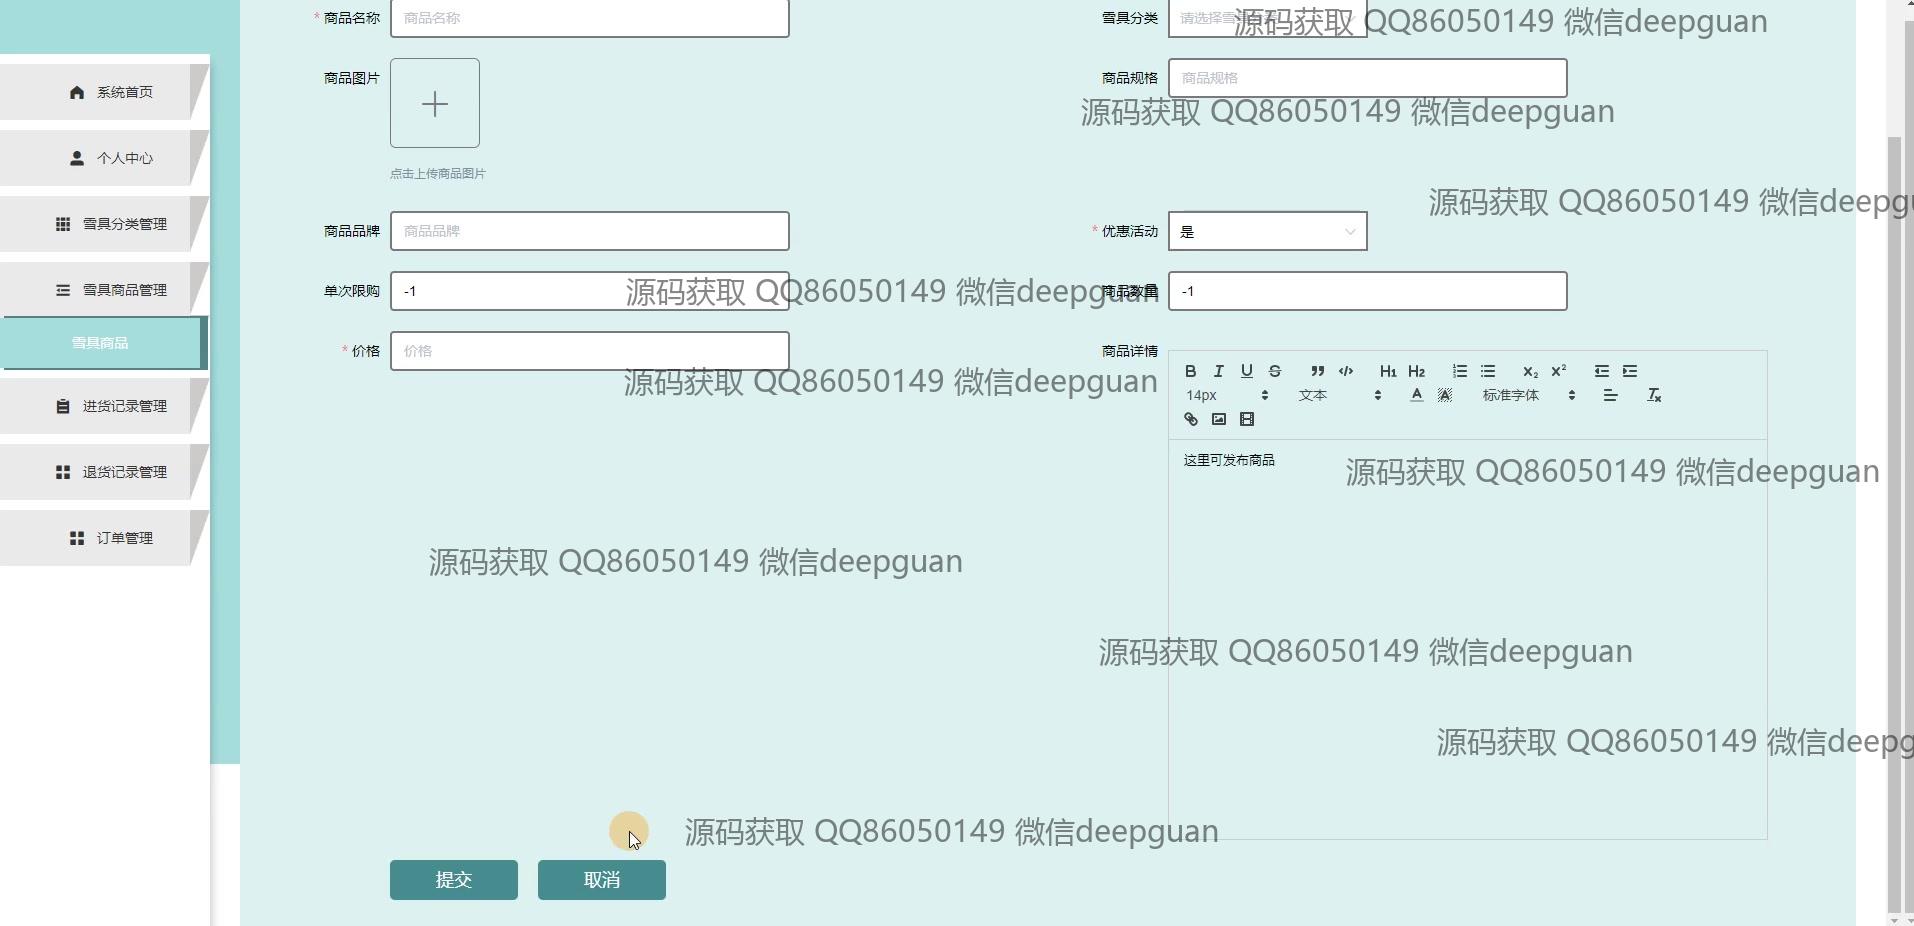 * 商品名称 商品名称
雪具分类 请选择雪具分类
源码获取 QQ86050149 微信deepguan
系统首页
商品图片
商品规格 商品规格
源码获取 QQ86050149 微信deepguan
个人中心
点击上传商品图片
源码获取 QQ86050149 微信deepgu
雪具分类管理
商品品牌 商品品牌
* 优惠活动 是
雪具商品管理
单次限购 -1
源码获取 QQ86050149 微信deepguan
商品数量 -1
雪具商品
* 价格 价格
商品详情
源码获取 QQ86050149 微信deepguan
B I U S ” </> H1 H2 X2 X2
14px 文本 A A 标准字体 Tx
进货记录管理
这里可发布商品
源码获取 QQ86050149 微信deepguan
退货记录管理
订单管理
源码获取 QQ86050149 微信deepguan
源码获取 QQ86050149 微信deepguan
源码获取 QQ86050149 微信deepg
源码获取 QQ86050149 微信deepguan
提交 取消